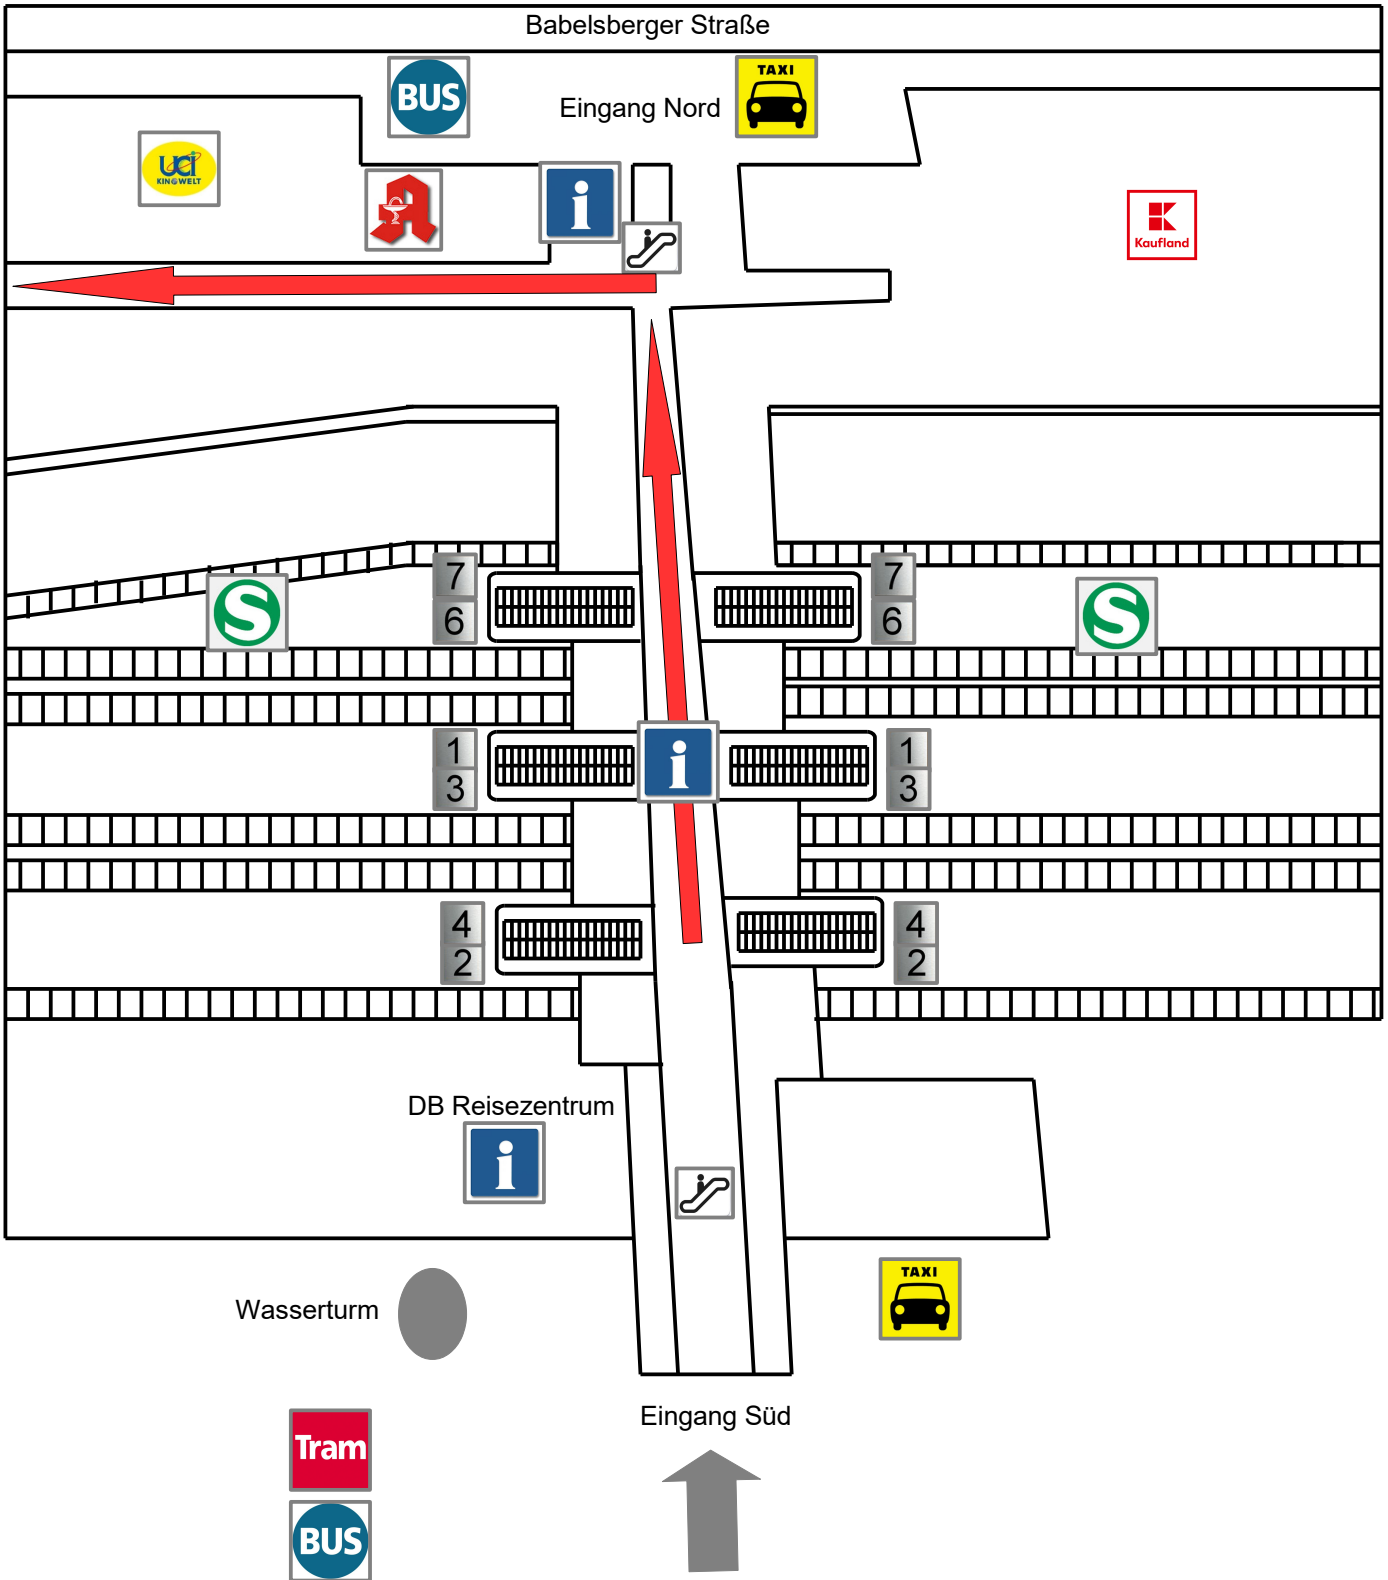 Babelsberger Straße
BUS
Eingang Nord
TAXI
UCI
KINOWELT
i
K
Kaufland
7
6
S
7
6
S
1
3
i
1
3
4
2
4
2
DB Reisezentrum
i
TAXI
Wasserturm
Eingang Süd
Tram
BUS